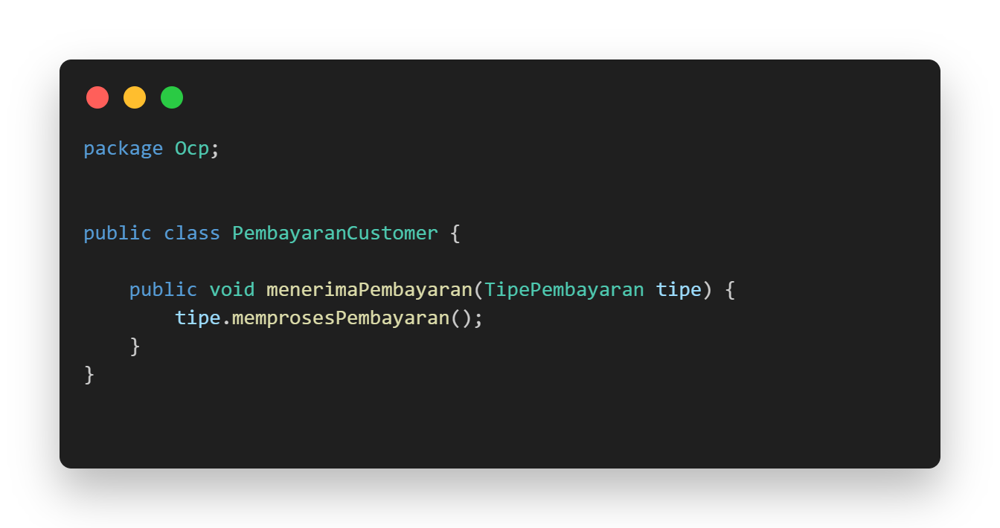 package Ocp;
public class PembayaranCustomer {
public void menerimaPembayaran(TipePembayaran tipe) {
tipe.memprosesPembayaran();
}
}